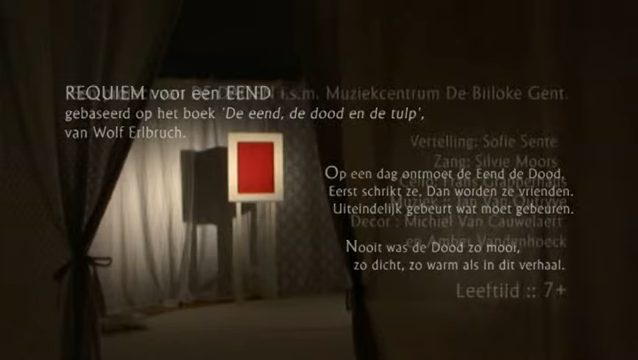 REQUIEM voor een EEND i.s.m. Muziekcentrum De Bijloke Gent.
gebaseerd op het boek 'De eend, de dood en de tulp',
van Wolf Erlbruch.
Vertelling: Sofie Sente
Zang: Silvie Moors
Op een dag ontmoet de Eend de Dood.
Eerst schrikt ze, Dan worden ze vrienden.
Uiteindelijk gebeurt wat moet gebeuren.
Decor : Michiel Van Cauwelaert
en Amber Vandenhoeck
Nooit was de Dood zo mooi,
zo dicht, zo warm als in dit verhaal.
Leeftijd :: 7+